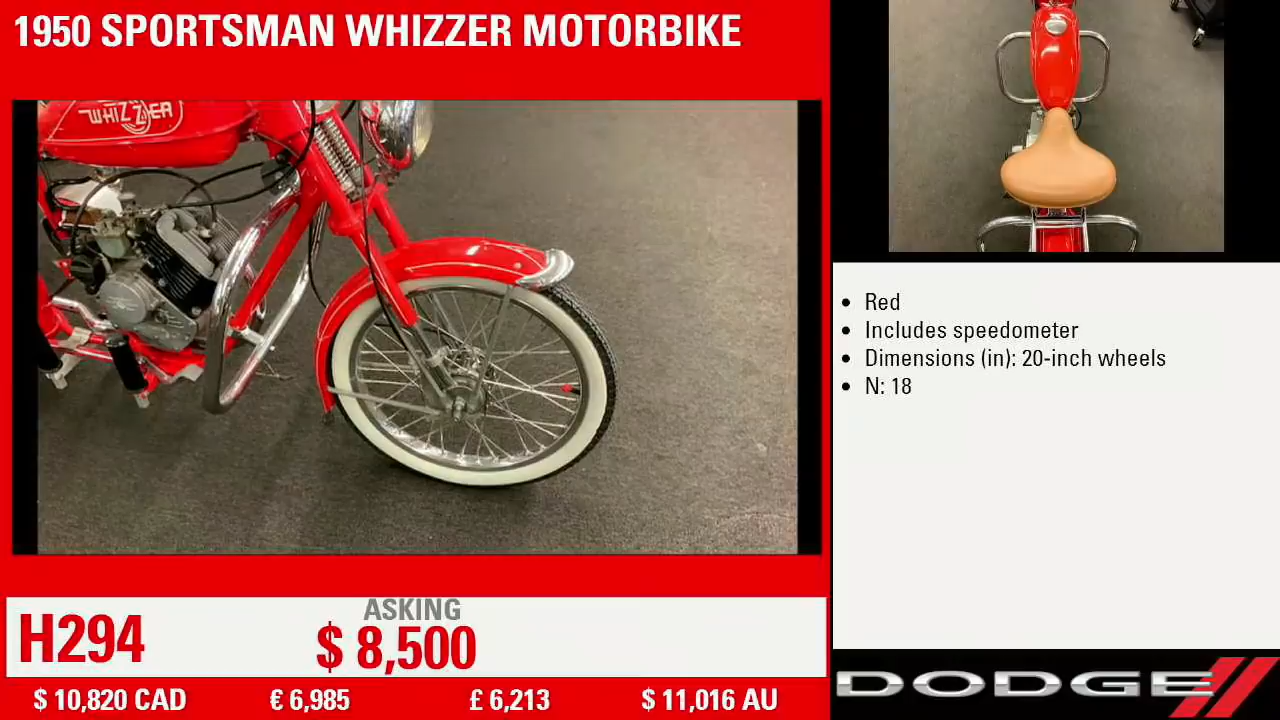 1950 SPORTSMAN WHIZZER MOTORBIKE
WHIZZER
• Red
• Includes speedometer
• Dimensions (in): 20-inch wheels
• N: 18
H294
ASKING
$ 8,500
$ 10,820 CAD
€ 6,985
£ 6,213
$ 11,016 AU
DODGE